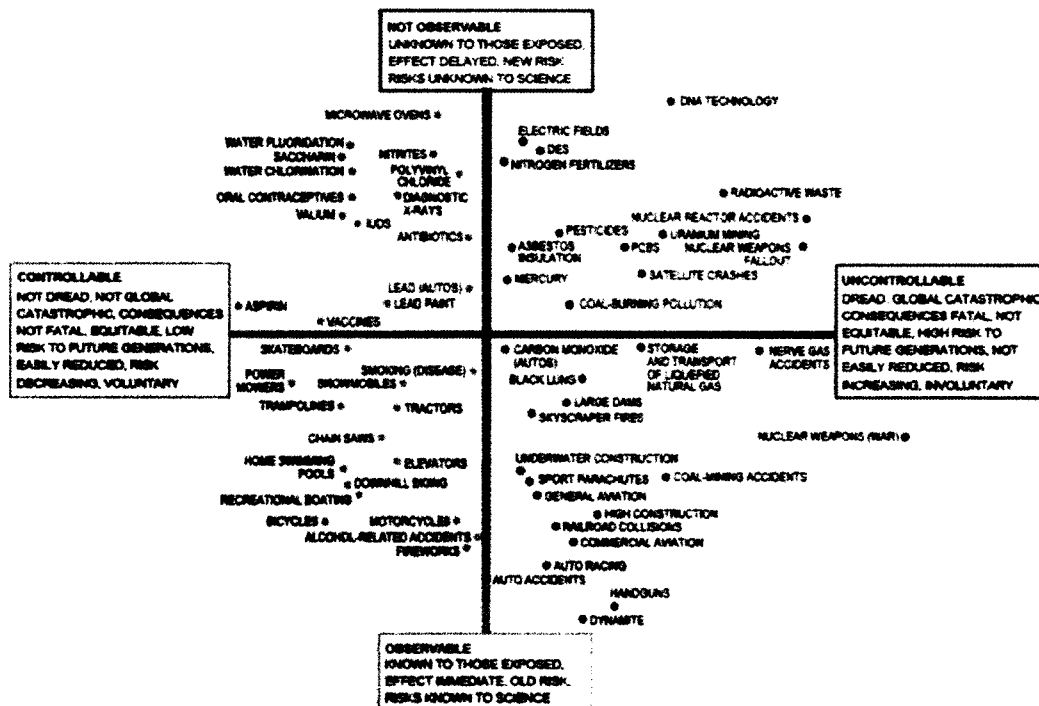 NOT OBSERVABLE
UNKNOWN TO THOSE EXPOSED,
EFFECT DELAYED, NEW RISK
RISKS UNKNOWN TO SCIENCE
DNA TECHNOLOGY
MICROWAVE OVENS
ELECTRIC FIELDS
WATER FLUORIDATION
DES
SACCHARIN
NITRITES
NITROGEN FERTILIZERS
WATER CHLORINATION
POLYVINYL
CHLORIDE
ORAL CONTRACEPTIVES
DIAGNOSTIC
X-RAYS
RADIOACTIVE WASTE
VALIUM
IUDS
NUCLEAR REACTOR ACCIDENTS
ANTIBIOTICS
PESTICIDES
URANIUM MINING
ASBESTOS
INSULATION
PCBS
NUCLEAR WEAPONS
FALLOUT
CONTROLLABLE
NOT DREAD, NOT GLOBAL
CATASTROPHIC, CONSEQUENCES
NOT FATAL, EQUITABLE, LOW
RISK TO FUTURE GENERATIONS,
EASILY REDUCED, RISK
DECREASING, VOLUNTARY
MERCURY
SATELLITE CRASHES
LEAD (AUTOS)
LEAD PAINT
ASPIRIN
COAL-BURNING POLLUTION
VACCINES
UNCONTROLLABLE
DREAD, GLOBAL CATASTROPHIC
CONSEQUENCES FATAL, NOT
EQUITABLE, HIGH RISK TO
FUTURE GENERATIONS, NOT
EASILY REDUCED, RISK
INCREASING, INVOLUNTARY
SKATEBOARDS
CARBON MONOXIDE
(AUTOS)
STORAGE
AND TRANSPORT
OF LIQUEFIED
NATURAL GAS
NERVE GAS
ACCIDENTS
SMOKING (DISEASE)
POWER
MOWERS
SNOWMOBILES
BLACK LUNG
TRAMPOLINES
TRACTORS
LARGE DAMS
SKYSCRAPER FIRES
CHAIN SAWS
NUCLEAR WEAPONS (WAR)
HOME SWIMMING
POOLS
ELEVATORS
UNDERWATER CONSTRUCTION
DOWNHILL SKIING
SPORT PARACHUTES
COAL-MINING ACCIDENTS
RECREATIONAL BOATING
GENERAL AVIATION
BICYCLES
MOTORCYCLES
HIGH CONSTRUCTION
RAILROAD COLLISIONS
ALCOHOL-RELATED ACCIDENTS
COMMERCIAL AVIATION
FIREWORKS
AUTO RACING
AUTO ACCIDENTS
HANDGUNS
DYNAMITE
OBSERVABLE
KNOWN TO THOSE EXPOSED,
EFFECT IMMEDIATE, OLD RISK,
RISKS KNOWN TO SCIENCE